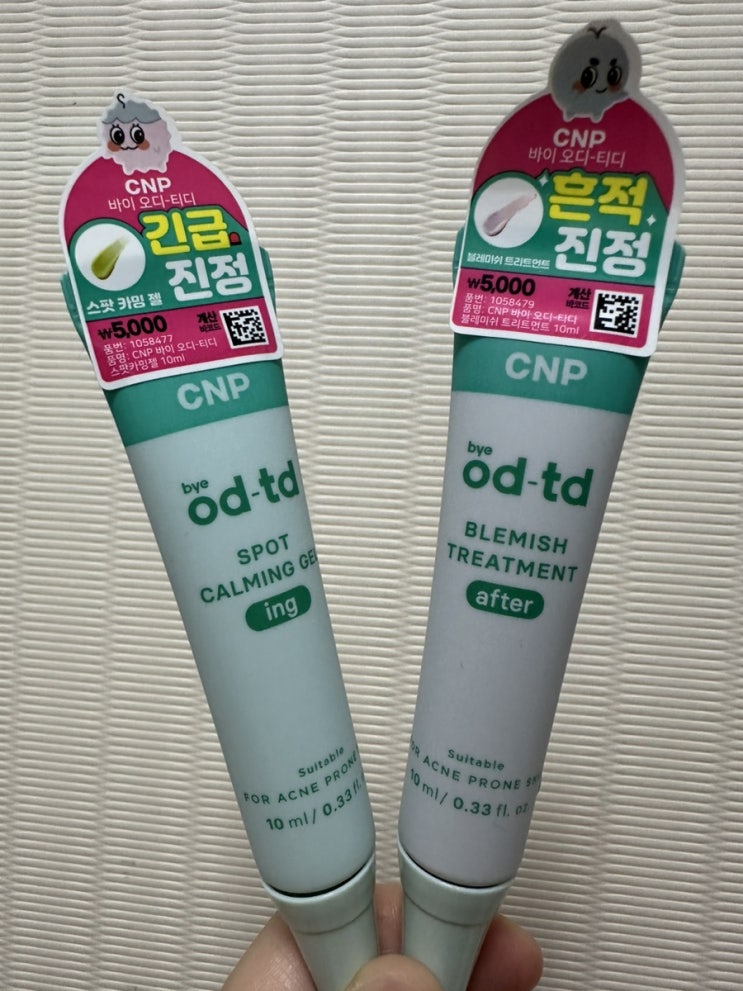 CNP
바이 오디-티디
긴급
진정
스팟 카밍 젤
₩5,000
계산
바코드
품번: 1058477
품명: CNP 바이 오디-티디
스팟카밍젤 10ml
CNP
bye
od-td
SPOT
CALMING GE
ing
Suitable
FOR ACNE PRONE
10 ml / 0.33 fl.
CNP
바이 오디-티디
흔적
진정
블레미쉬 트리트먼트
₩5,000
계산
바코드
품번: 1058479
품명: CNP 바이 오디-티디
블레미쉬 트리트먼트 10ml
CNP
bye
od-td
BLEMISH
TREATMENT
after
Suitable
OR ACNE PRONE SK
10 ml / 0.33 fl. oz.